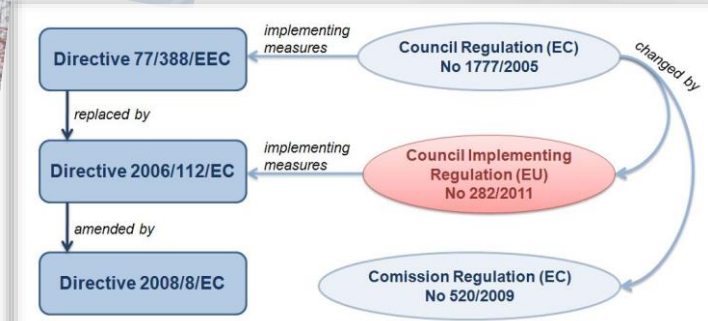 Directive 77/388/EEC
implementing
measures
Council Regulation (EC)
No 1777/2005
changed by
replaced by
Directive 2006/112/EC
implementing
measures
Council Implementing
Regulation (EU)
No 282/2011
amended by
Directive 2008/8/EC
Comission Regulation (EC)
No 520/2009